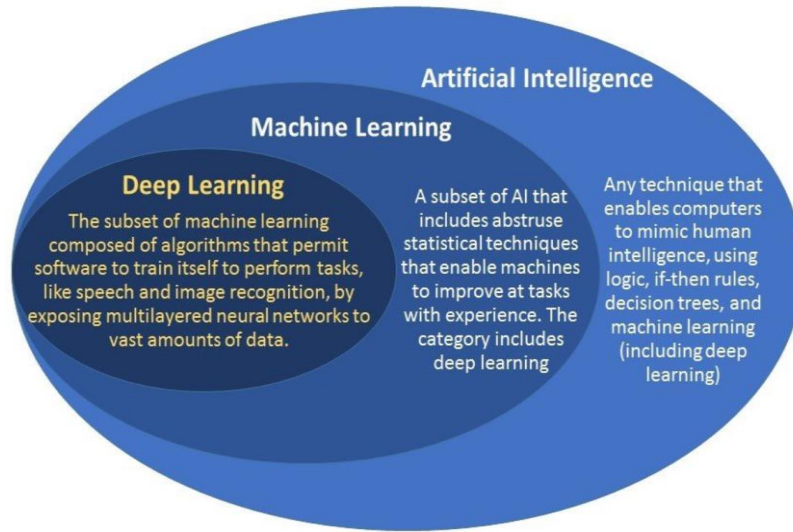 Artificial Intelligence
Machine Learning
Deep Learning
The subset of machine learning
composed of algorithms that permit
software to train itself to perform tasks,
like speech and image recognition, by
exposing multilayered neural networks to
vast amounts of data.
A subset of AI that
includes abstruse
statistical techniques
that enable machines
to improve at tasks
with experience. The
category includes
deep learning
Any technique that
enables computers
to mimic human
intelligence, using
logic, if-then rules,
decision trees, and
machine learning
(including deep
learning)